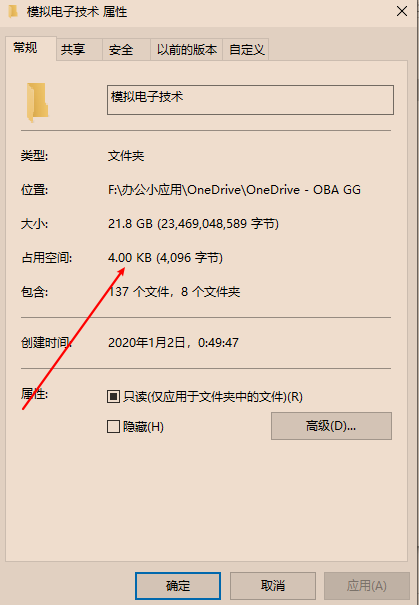 模拟电子技术 属性
常规 共享 安全 以前的版本 自定义
模拟电子技术
类型: 文件夹
位置: F:\办公小应用\OneDrive\OneDrive - OBA GG
大小: 21.8 GB (23,469,048,589 字节)
占用空间: 4.00 KB (4,096 字节)
包含: 137 个文件，8 个文件夹
创建时间: 2020年1月2日，0:49:47
属性: 只读(仅应用于文件夹中的文件)(R)
隐藏(H) 高级(D)...
确定 取消 应用(A)